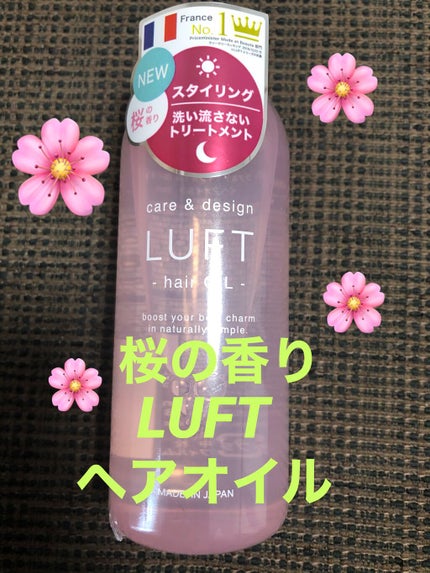 France
No.1
NEW
桜の香り
スタイリング
洗い流さない
トリートメント
care & design
LUFT
- hair OIL -
boost your best charm
in naturally simple.
桜の香り
LUFT
ヘアオイル
MADE IN JAPAN